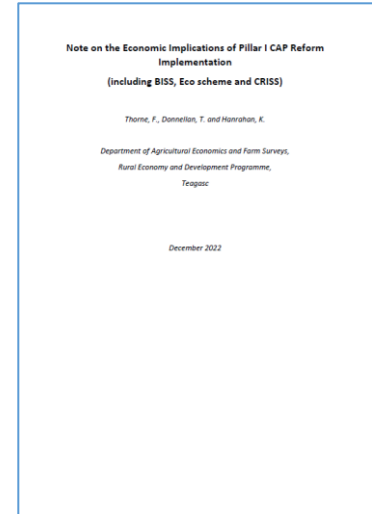 Note on the Economic Implications of Pillar I CAP Reform
Implementation
(including BISS, Eco scheme and CRISS)
Thorne, F., Donnellan, T. and Hanrahan, K.
Department of Agricultural Economics and Farm Surveys,
Rural Economy and Development Programme,
Teagasc
December 2022